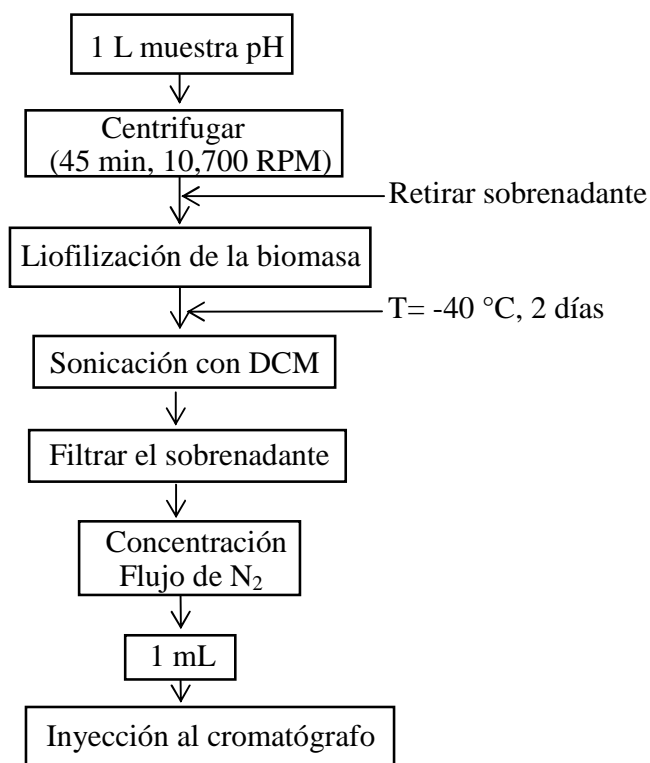 1 L muestra pH
Centrifugar
(45 min, 10,700 RPM)
Retirar sobrenadante
Liofilización de la biomasa
T= -40 °C, 2 días
Sonicación con DCM
Filtrar el sobrenadante
Concentración
Flujo de N₂
1 mL
Inyección al cromatógrafo